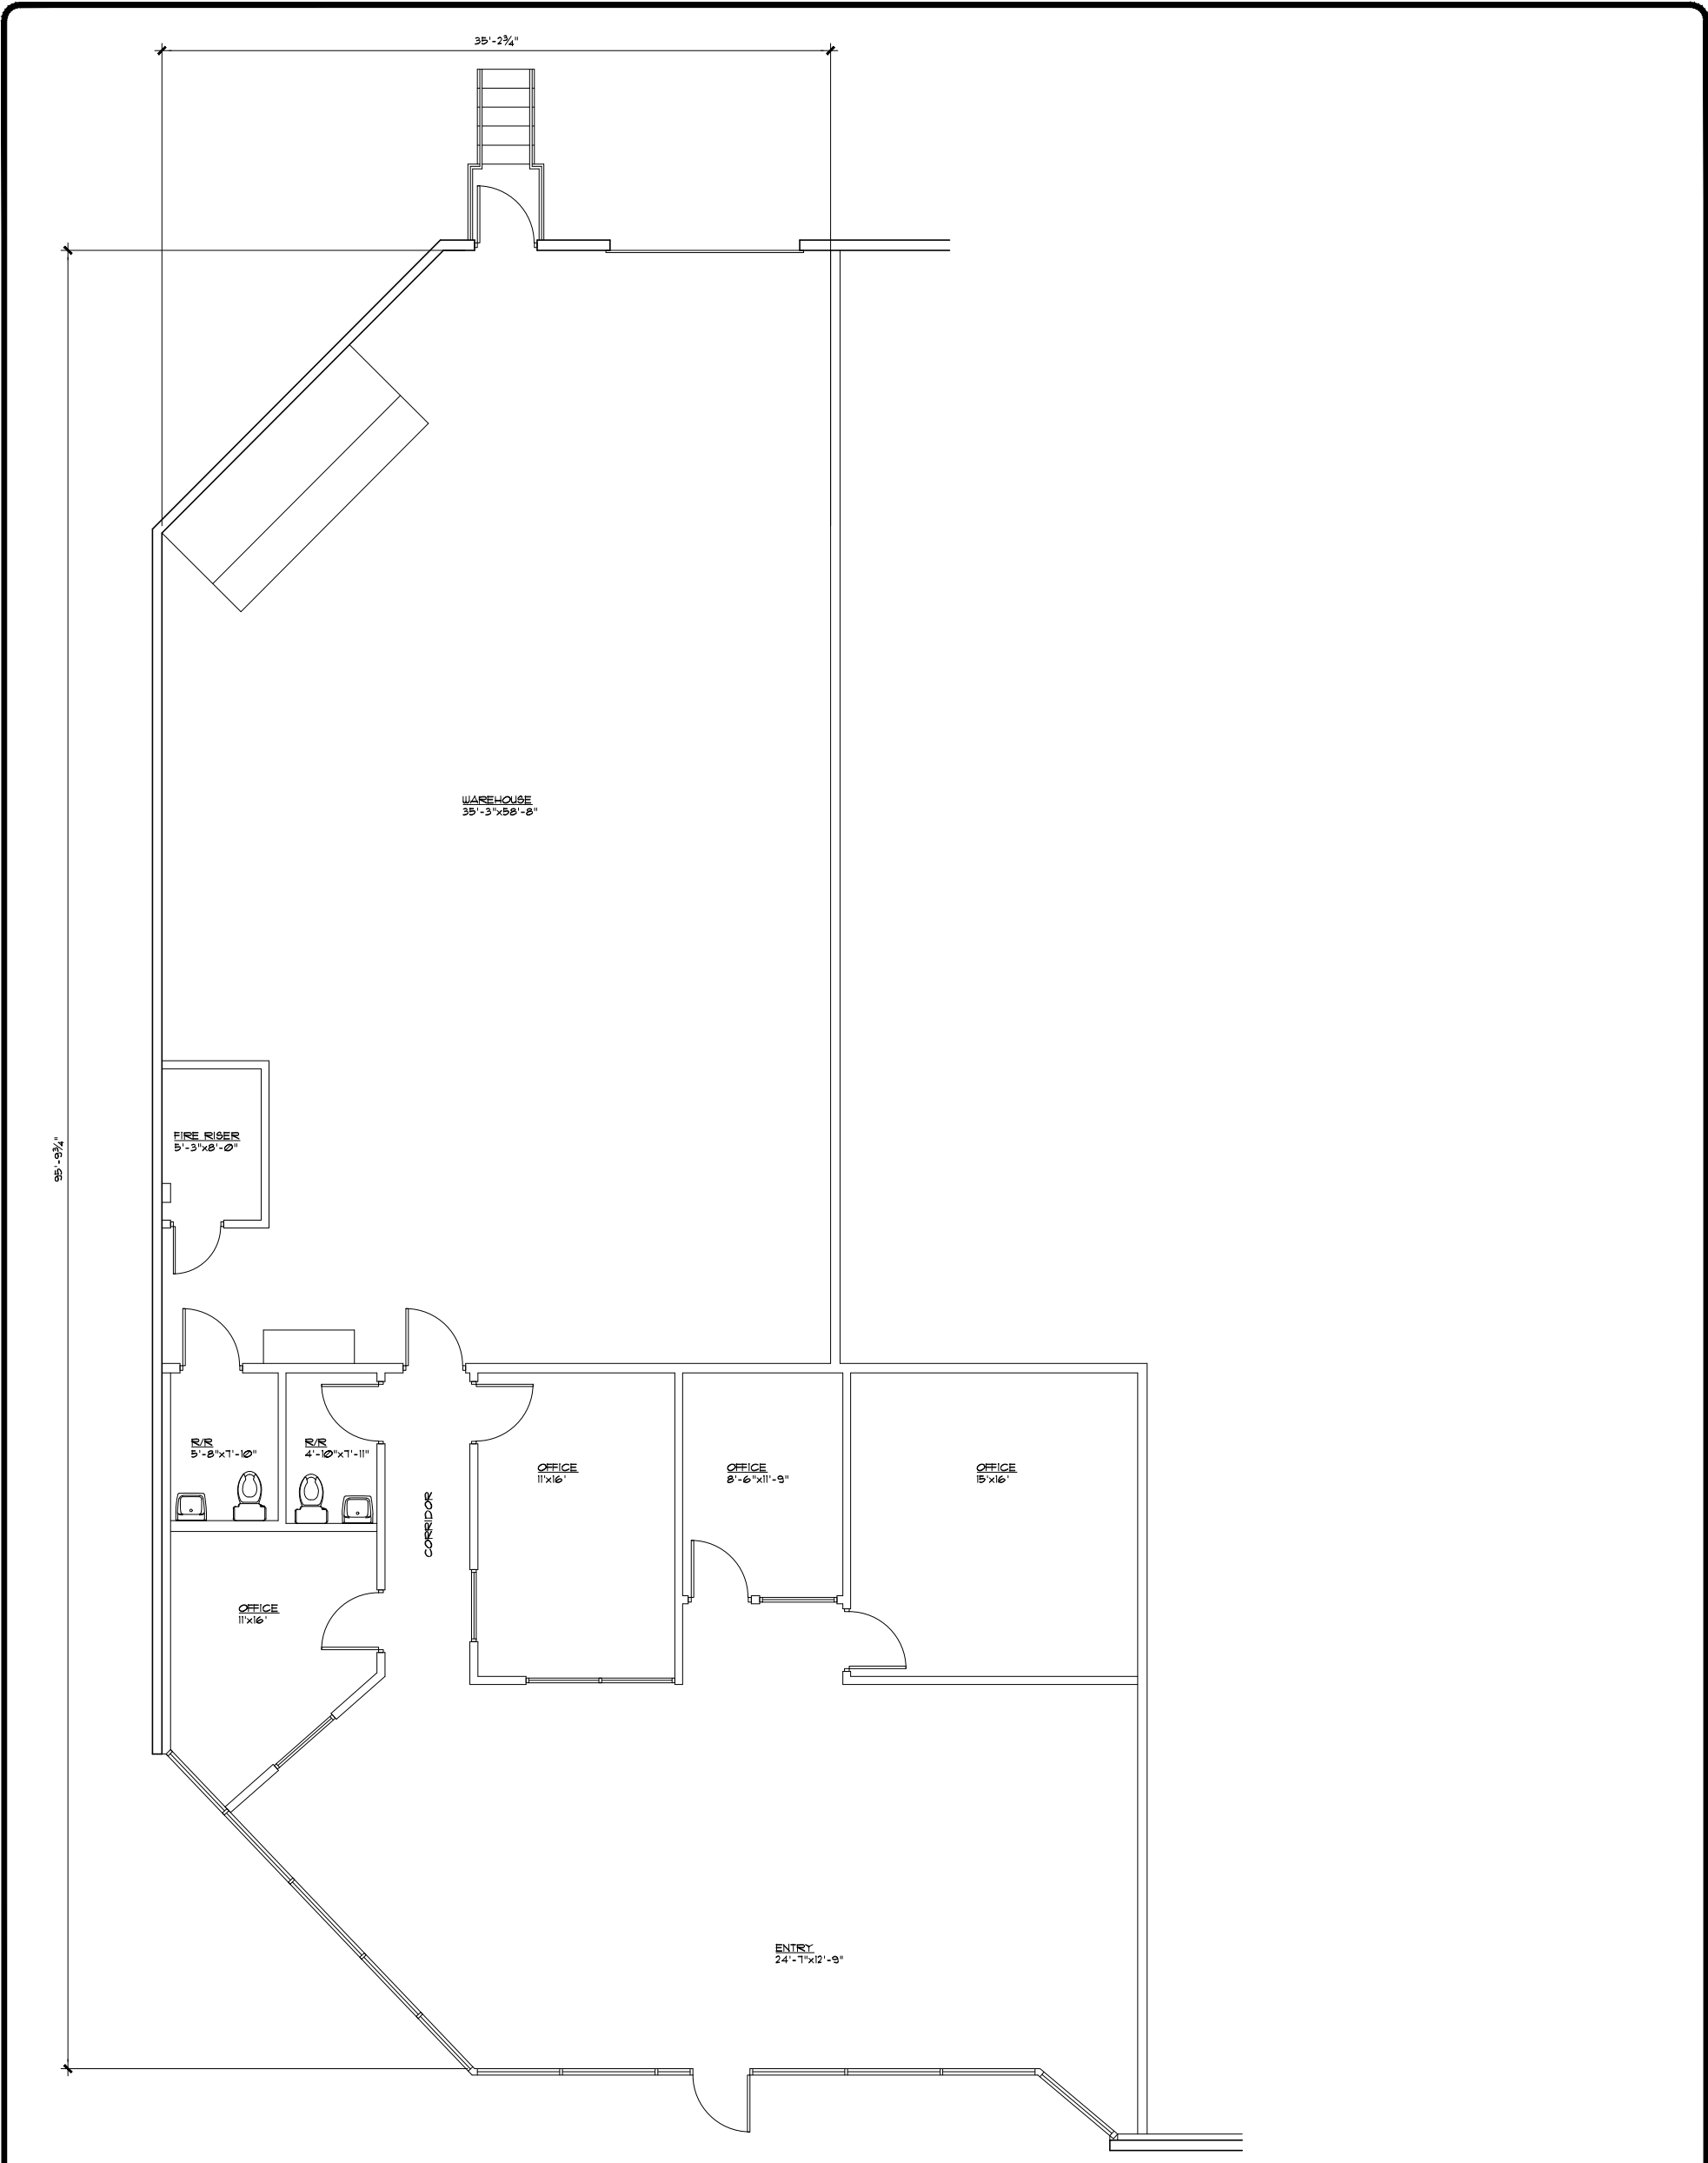 35'-2¾"
WAREHOUSE
35'-3"x58'-8"
95'-9¾"
FIRE RISER
5'-3"x8'-0"
R/R
5'-8"x7'-10"
R/R
4'-10"x7'-11"
CORRIDOR
OFFICE
11'x16'
OFFICE
8'-6"x11'-9"
OFFICE
15'x16'
OFFICE
11'x16'
ENTRY
24'-7"x12'-9"